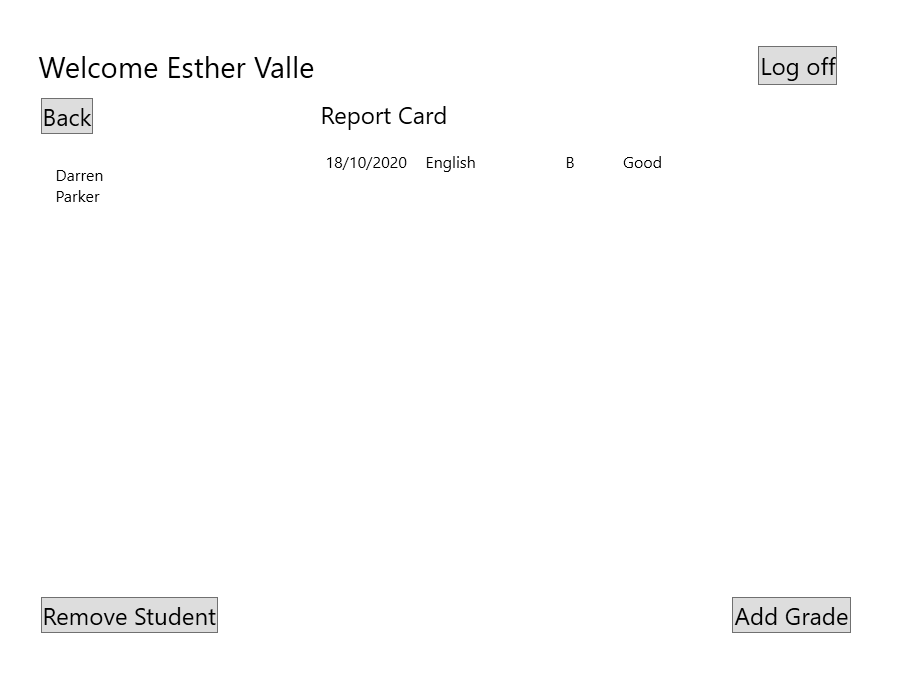 Welcome Esther Valle
Log off
Back
Report Card
18/10/2020 English B Good
Darren
Parker
Remove Student
Add Grade